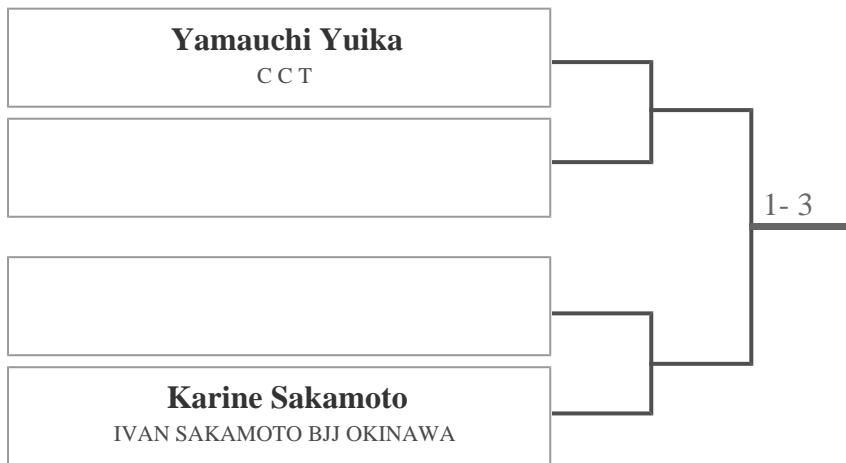 Yamauchi Yuika
C C T
1- 3
Karine Sakamoto
IVAN SAKAMOTO BJJ OKINAWA